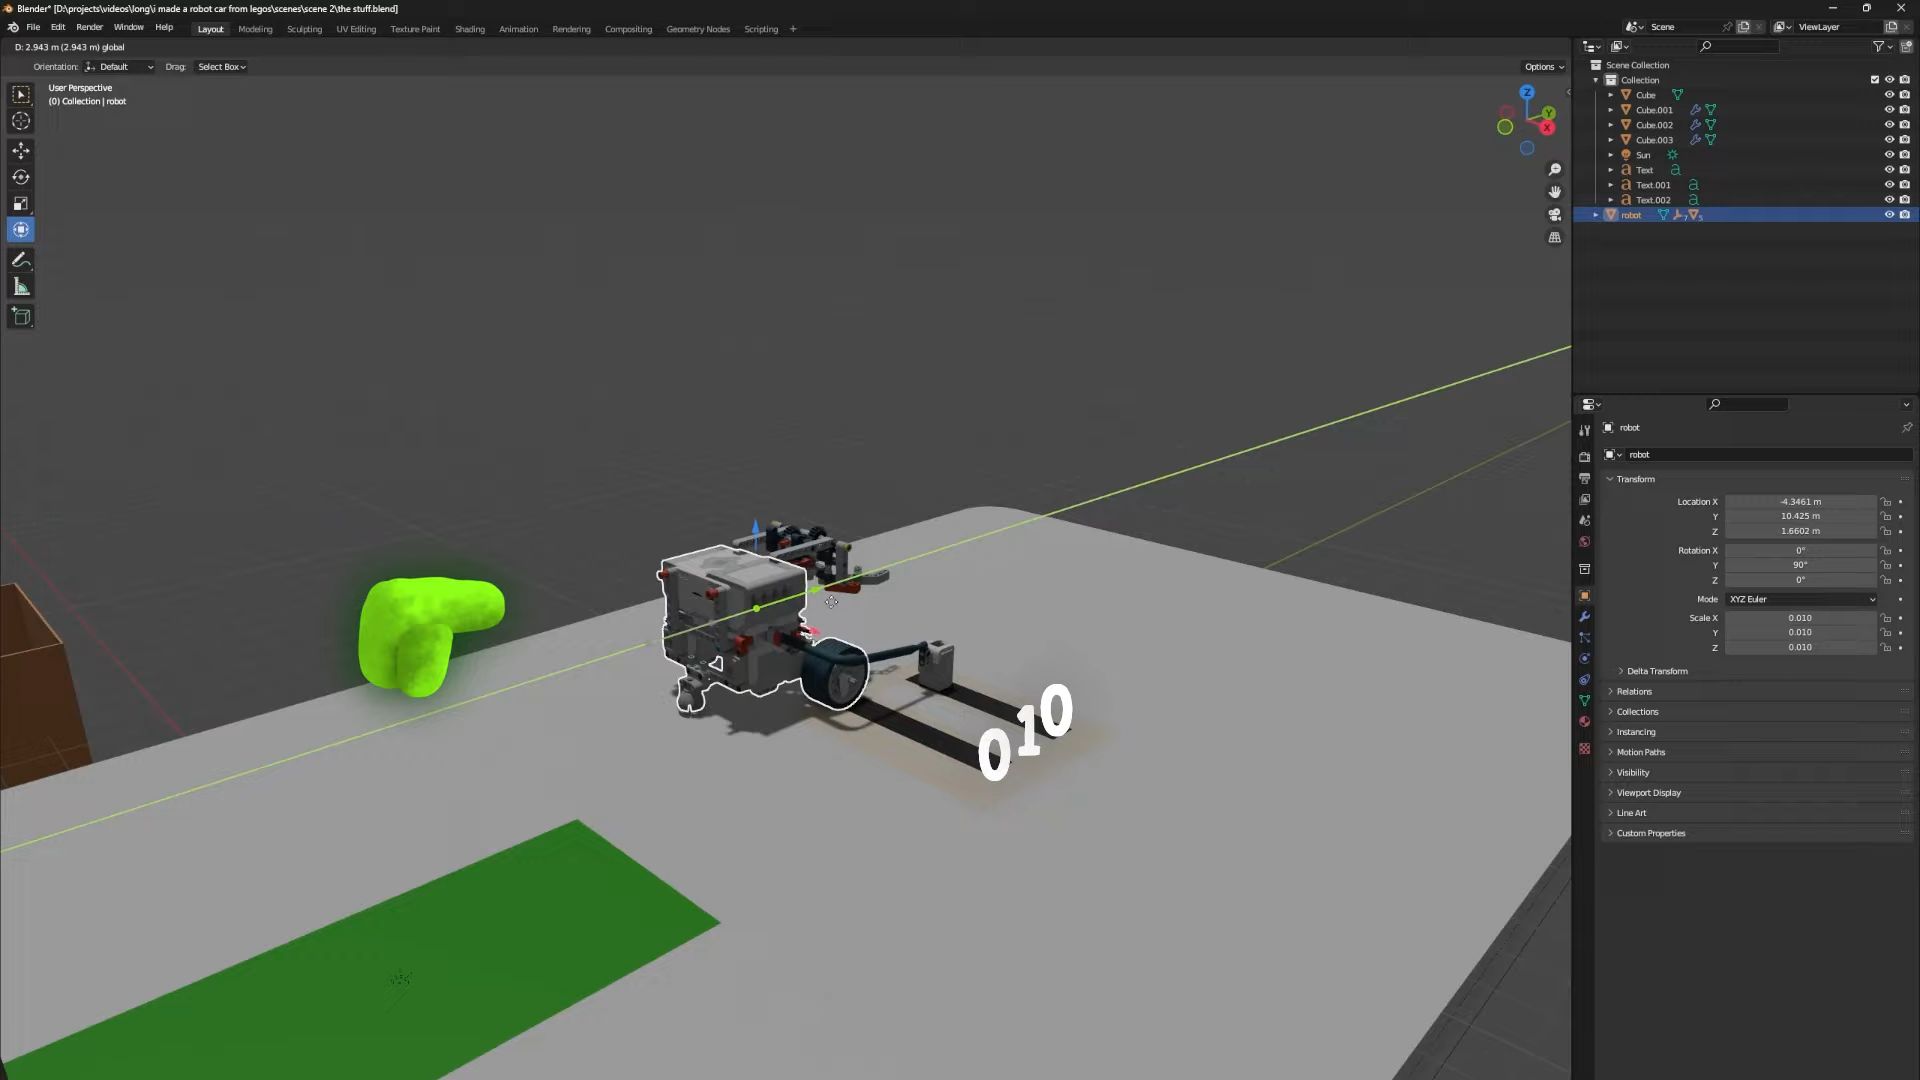 Blender* [D:\projects\videos\long\i made a robot car from legos\scenes\scene 2\the stuff.blend]
File Edit Render Window Help Layout Modeling Sculpting UV Editing Texture Paint Shading Animation Rendering Compositing Geometry Nodes Scripting + Scene ViewLayer
D: 2.943 m (2.943 m) global
Orientation: Default Drag: Select Box Options
User Perspective
(0) Collection | robot
Z
Y
X
0
1
0
Scene Collection
Collection
Cube
Cube.001
Cube.002
Cube.003
Sun
Text
Text.001
Text.002
robot 7 5
robot
robot
Transform
Location X -4.3461 m
Y 10.425 m
Z 1.6602 m
Rotation X 0°
Y 90°
Z 0°
Mode XYZ Euler
Scale X 0.010
Y 0.010
Z 0.010
Delta Transform
Relations
Collections
Instancing
Motion Paths
Visibility
Viewport Display
Line Art
Custom Properties